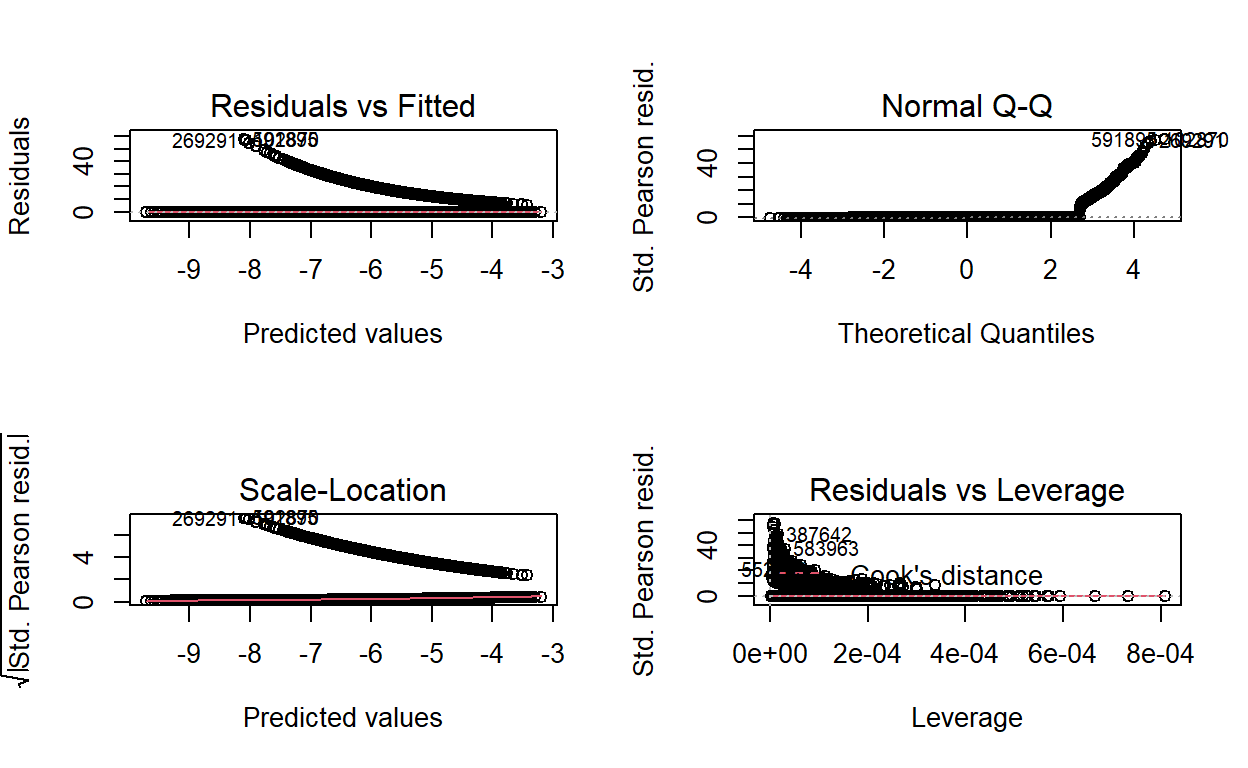 Residuals vs Fitted
Residuals
40
0
269291
-9 -8 -7 -6 -5 -4 -3
Predicted values
Normal Q-Q
Std. Pearson resid.
40
0
-4 -2 0 2 4
Theoretical Quantiles
Scale-Location
√|Std. Pearson resid.|
4
0
269291
-9 -8 -7 -6 -5 -4 -3
Predicted values
Residuals vs Leverage
Std. Pearson resid.
40
0
387642
583963
Cook's distance
0e+00 2e-04 4e-04 6e-04 8e-04
Leverage